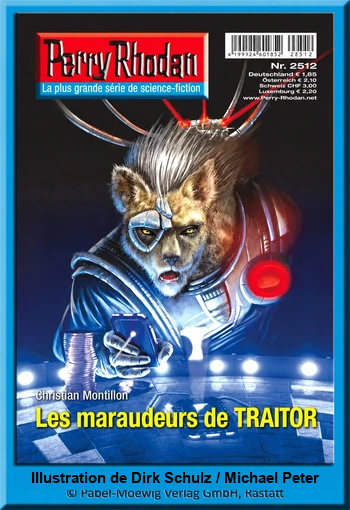 Perry Rhodan
La plus grande série de science-fiction
4 199924 601852
28512
Nr. 2512
Deutschland € 1,85
Österreich € 2,10
Schweiz CHF 3,00
Luxemburg € 2,20
www.Perry-Rhodan.net
Christian Montillon
Les maraudeurs de TRAITOR
Illustration de Dirk Schulz / Michael Peter
© Pabel-Moewig Verlag GmbH, Rastatt